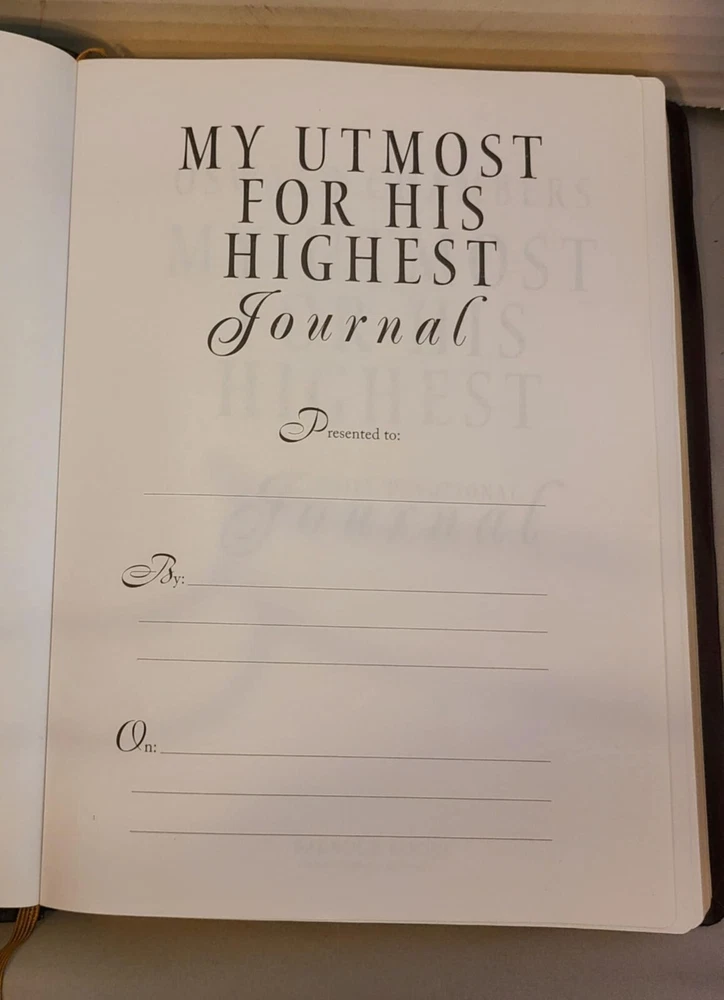 MY UTMOST
FOR HIS
HIGHEST
Journal
Presented to:
By:
On: